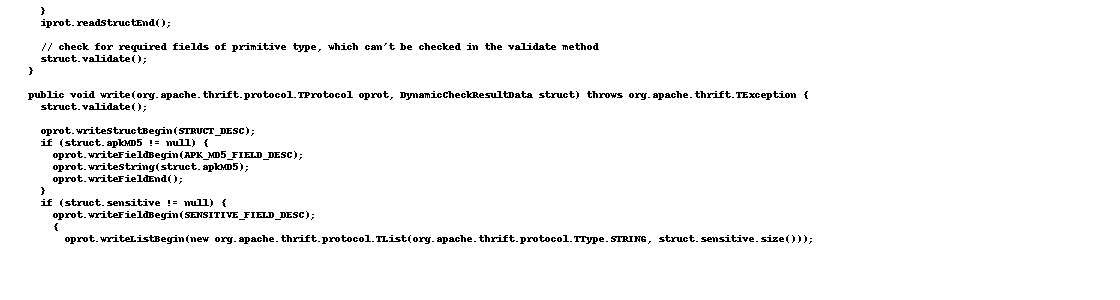 }
iprot.readStructEnd();
// check for required fields of primitive type, which can't be checked in the validate method
struct.validate();
}
public void write(org.apache.thrift.protocol.TProtocol oprot, DynamicCheckResultData struct) throws org.apache.thrift.TException {
struct.validate();
oprot.writeStructBegin(STRUCT_DESC);
if (struct.apkMD5 != null) {
oprot.writeFieldBegin(APK_MD5_FIELD_DESC);
oprot.writeString(struct.apkMD5);
oprot.writeFieldEnd();
}
if (struct.sensitive != null) {
oprot.writeFieldBegin(SENSITIVE_FIELD_DESC);
{
oprot.writeListBegin(new org.apache.thrift.protocol.TList(org.apache.thrift.protocol.TType.STRING, struct.sensitive.size()));